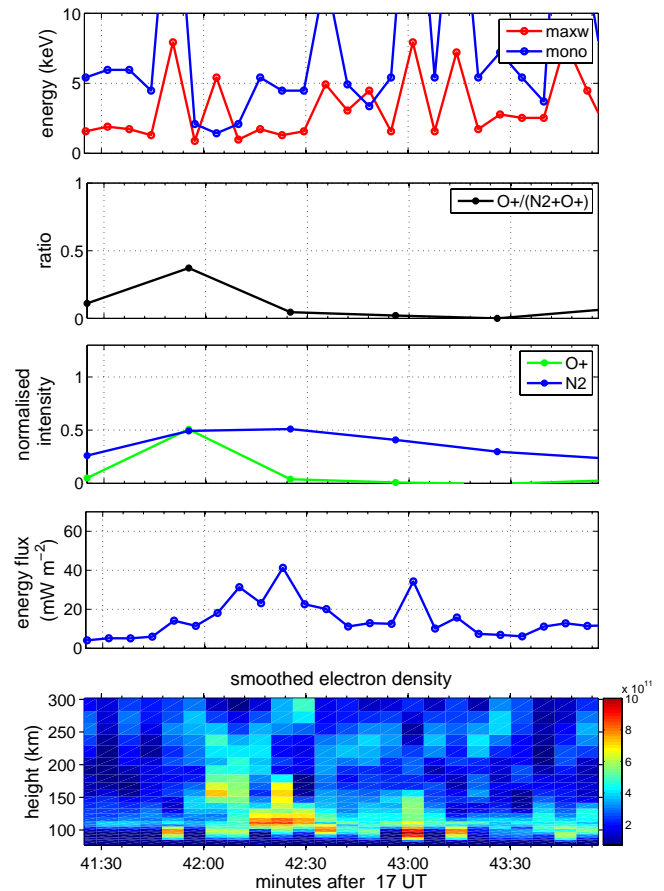 10
5
0
energy (keV)
maxw
mono
1
0.5
0
ratio
O+/(N2+O+)
1
0.5
0
normalised
intensity
O+
N2
60
40
20
0
energy flux
(mW m−2)
smoothed electron density
300
250
200
150
100
height (km)
x 10^11
10
8
6
4
2
41:30 42:00 42:30 43:00 43:30
minutes after 17 UT